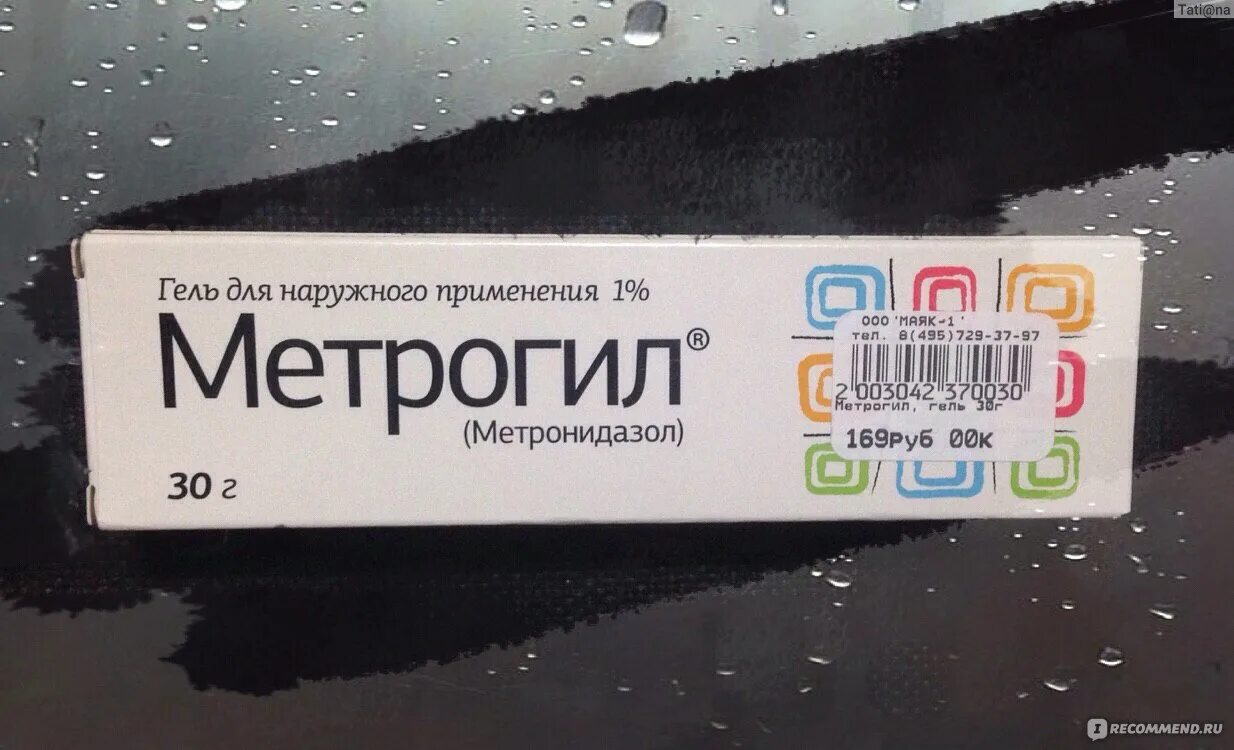 Tati@na
Гель для наружного применения 1%
Метрогил®
(Метронидазол)
30 г
ООО 'МАЯК-1'
тел. 8(495)729-37-97
2 003042 370030
Метрогил, гель 30г
169руб 00к
IRECOMMEND.RU